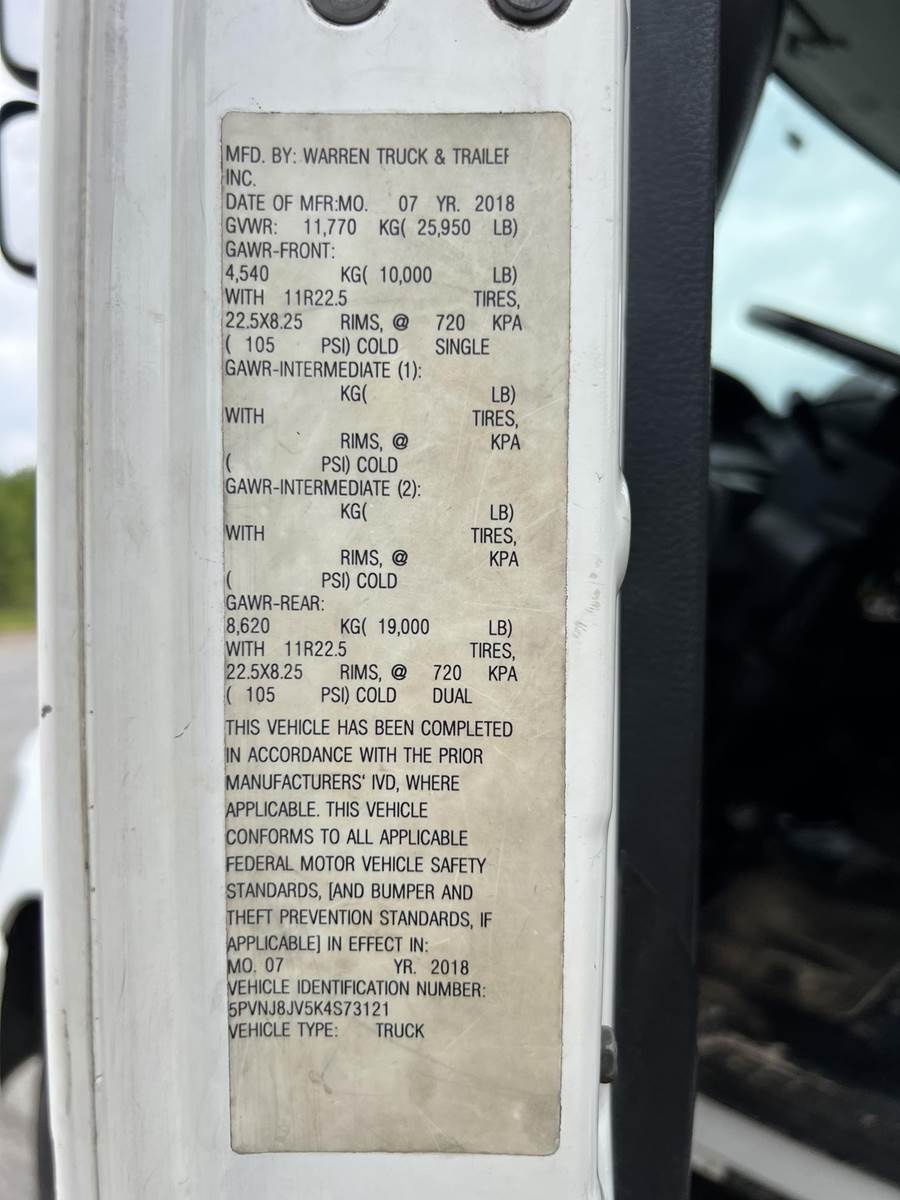 MFD. BY: WARREN TRUCK & TRAILER
INC.
DATE OF MFR:MO. 07 YR. 2018
GVWR: 11,770 KG( 25,950 LB)
GAWR-FRONT:
4,540 KG( 10,000 LB)
WITH 11R22.5 TIRES,
22.5X8.25 RIMS, @ 720 KPA
( 105 PSI) COLD SINGLE
GAWR-INTERMEDIATE (1):
KG( LB)
WITH TIRES,
RIMS, @ KPA
( PSI) COLD
GAWR-INTERMEDIATE (2):
KG( LB)
WITH TIRES,
RIMS, @ KPA
( PSI) COLD
GAWR-REAR:
8,620 KG( 19,000 LB)
WITH 11R22.5 TIRES,
22.5X8.25 RIMS, @ 720 KPA
( 105 PSI) COLD DUAL
THIS VEHICLE HAS BEEN COMPLETED
IN ACCORDANCE WITH THE PRIOR
MANUFACTURERS' IVD, WHERE
APPLICABLE. THIS VEHICLE
CONFORMS TO ALL APPLICABLE
FEDERAL MOTOR VEHICLE SAFETY
STANDARDS, [AND BUMPER AND
THEFT PREVENTION STANDARDS, IF
APPLICABLE] IN EFFECT IN:
MO. 07 YR. 2018
VEHICLE IDENTIFICATION NUMBER:
5PVNJ8JV5K4S73121
VEHICLE TYPE: TRUCK